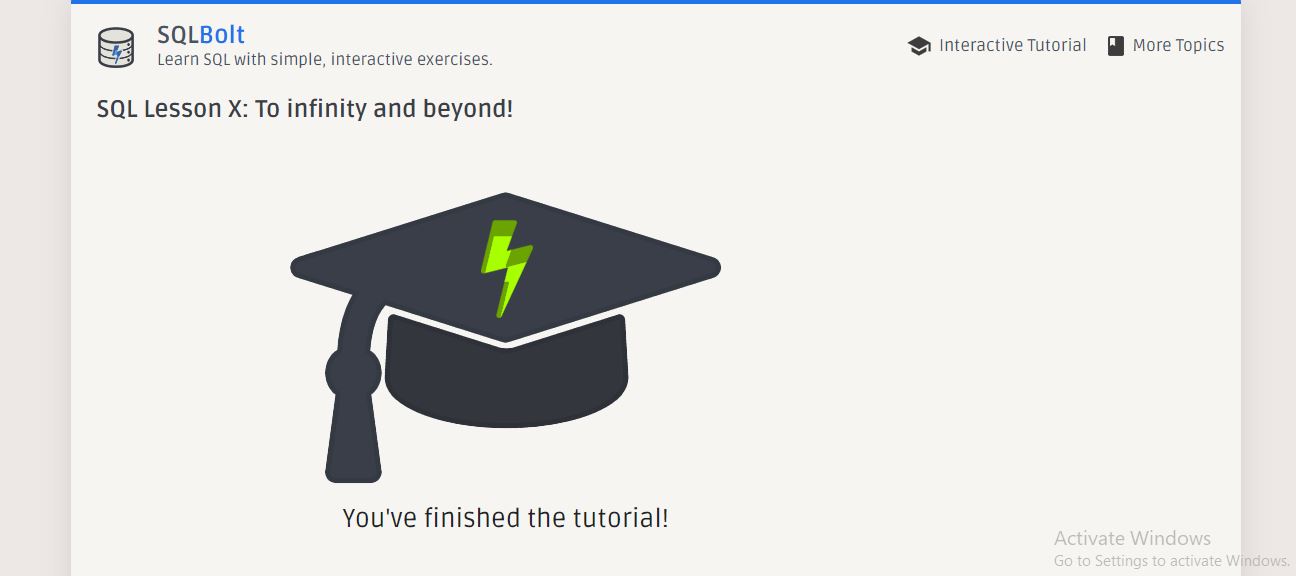 SQLBolt
Learn SQL with simple, interactive exercises.
Interactive Tutorial
More Topics
SQL Lesson X: To infinity and beyond!
You've finished the tutorial!
Activate Windows
Go to Settings to activate Windows.